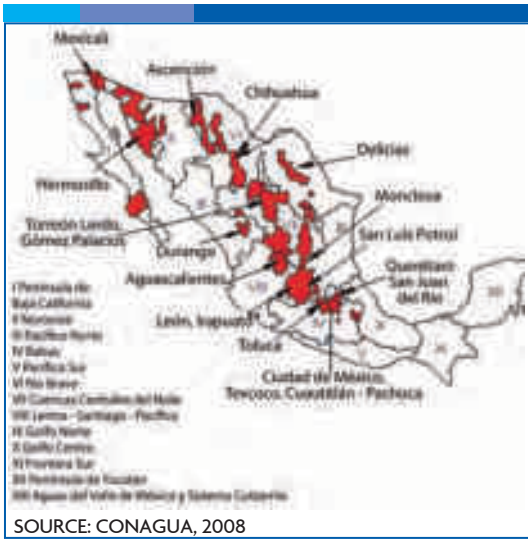 Mexicali
Ascención
Chihuahua
Delicias
Hermosillo
Monclova
Torreón Lerdo,
Gómez Palacios
San Luis Potosí
Durango
Querétaro
San Juan
del Río
Aguascalientes
León, Irapuato
Toluca
Ciudad de México,
Texcoco, Cuautitlán - Pachuca
I Península de
Baja California
II Noroeste
III Pacífico Norte
IV Balsas
V Pacífico Sur
VI Río Bravo
VII Cuencas Centrales del Norte
VIII Lerma - Santiago - Pacífico
IX Golfo Norte
X Golfo Centro
XI Frontera Sur
XII Península de Yucatán
XIII Aguas del Valle de México y Sistema Cutzamala
SOURCE: CONAGUA, 2008